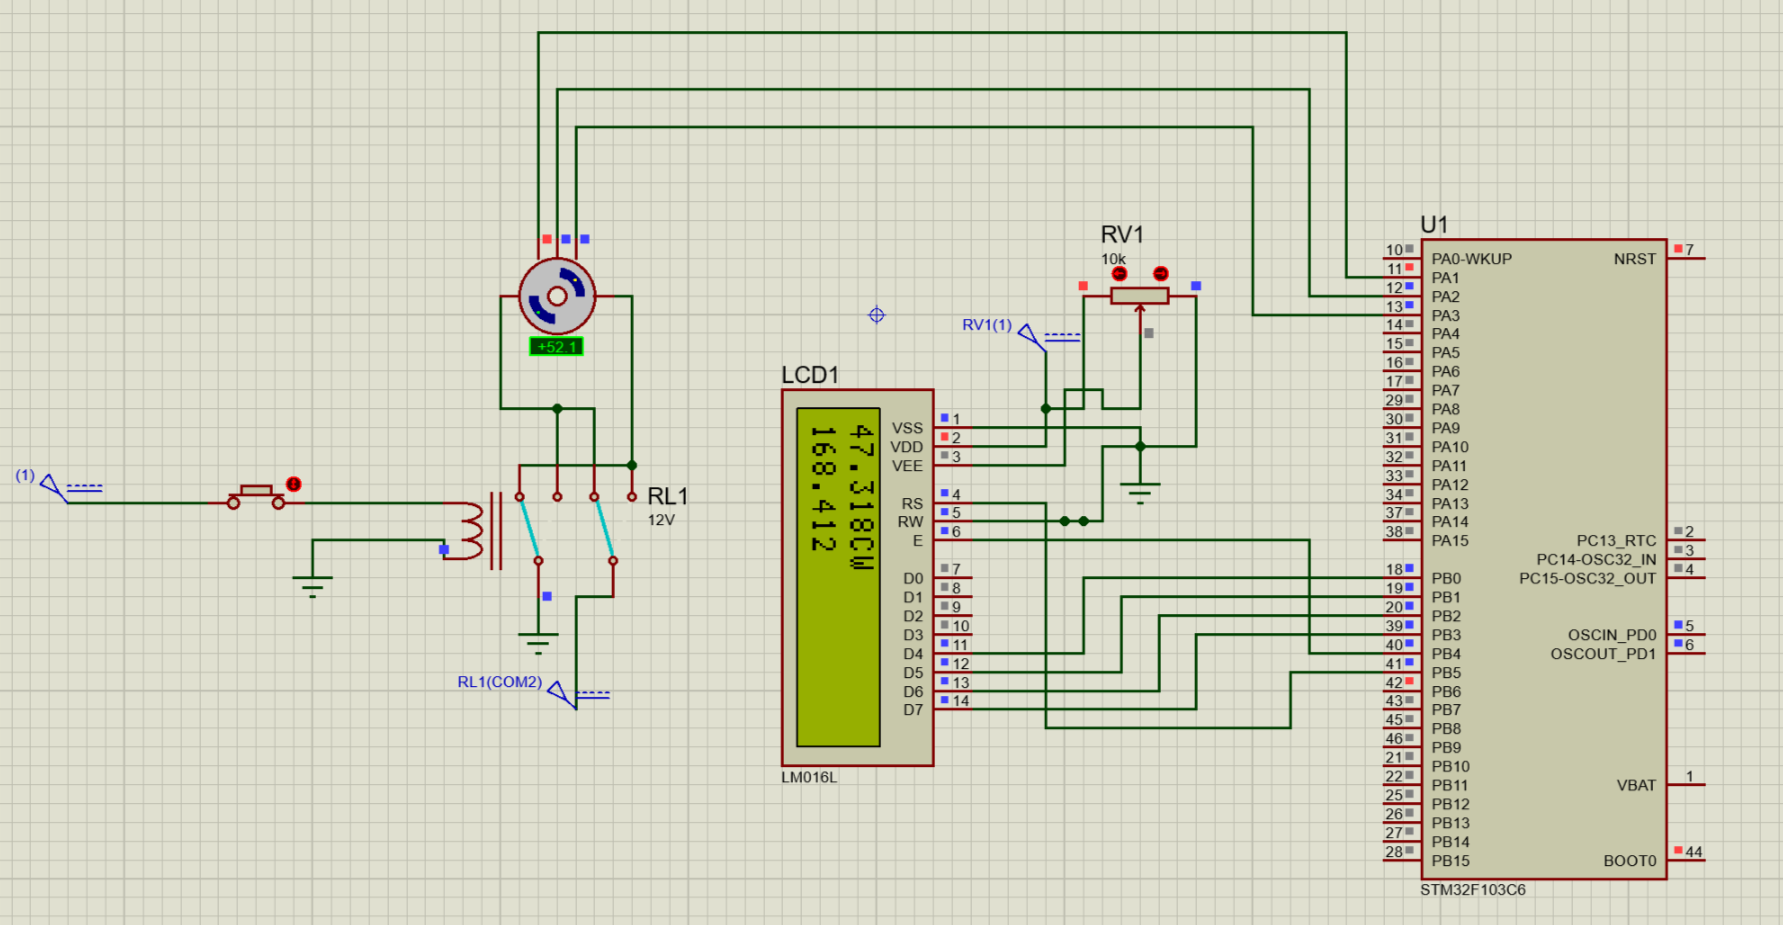 (1)
+52.1
RL1
12V
RL1(COM2)
RV1
10k
RV1(1)
LCD1
47.318CW
168.412
VSS 1
VDD 2
VEE 3
RS 4
RW 5
E 6
D0 7
D1 8
D2 9
D3 10
D4 11
D5 12
D6 13
D7 14
LM016L
U1
10 PA0-WKUP
11 PA1
12 PA2
13 PA3
14 PA4
15 PA5
16 PA6
17 PA7
29 PA8
30 PA9
31 PA10
32 PA11
33 PA12
34 PA13
37 PA14
38 PA15
18 PB0
19 PB1
20 PB2
39 PB3
40 PB4
41 PB5
42 PB6
43 PB7
45 PB8
46 PB9
21 PB10
22 PB11
25 PB12
26 PB13
27 PB14
28 PB15
NRST 7
PC13_RTC 2
PC14-OSC32_IN 3
PC15-OSC32_OUT 4
OSCIN_PD0 5
OSCOUT_PD1 6
VBAT 1
BOOT0 44
STM32F103C6